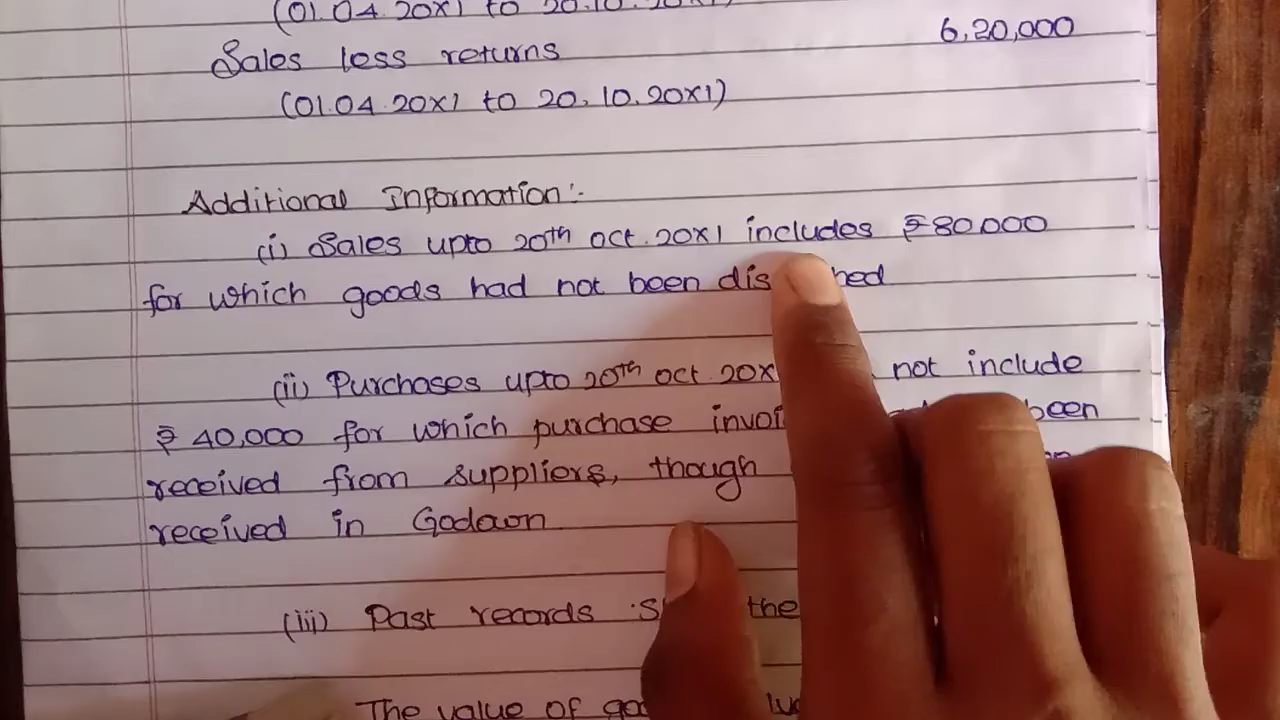 (01.04.20x1 to 20.10.20x1)
Sales less returns 6,20,000
(01.04.20x1 to 20.10.20x1)
Additional Information:-
(i) Sales upto 20th Oct.20x1 includes ₹80,000
for which goods had not been
(ii) Purchases upto 20th Oct.20x not include
₹ 40,000 for which purchase been
received from suppliers, though
received in Godown
(iii) Past records the
The value of